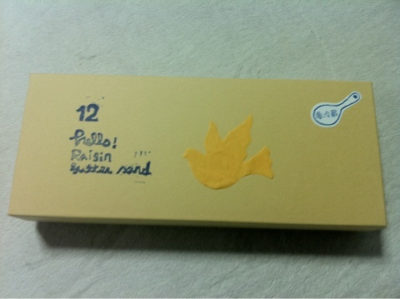 12
hello!
Raisin
butter sand